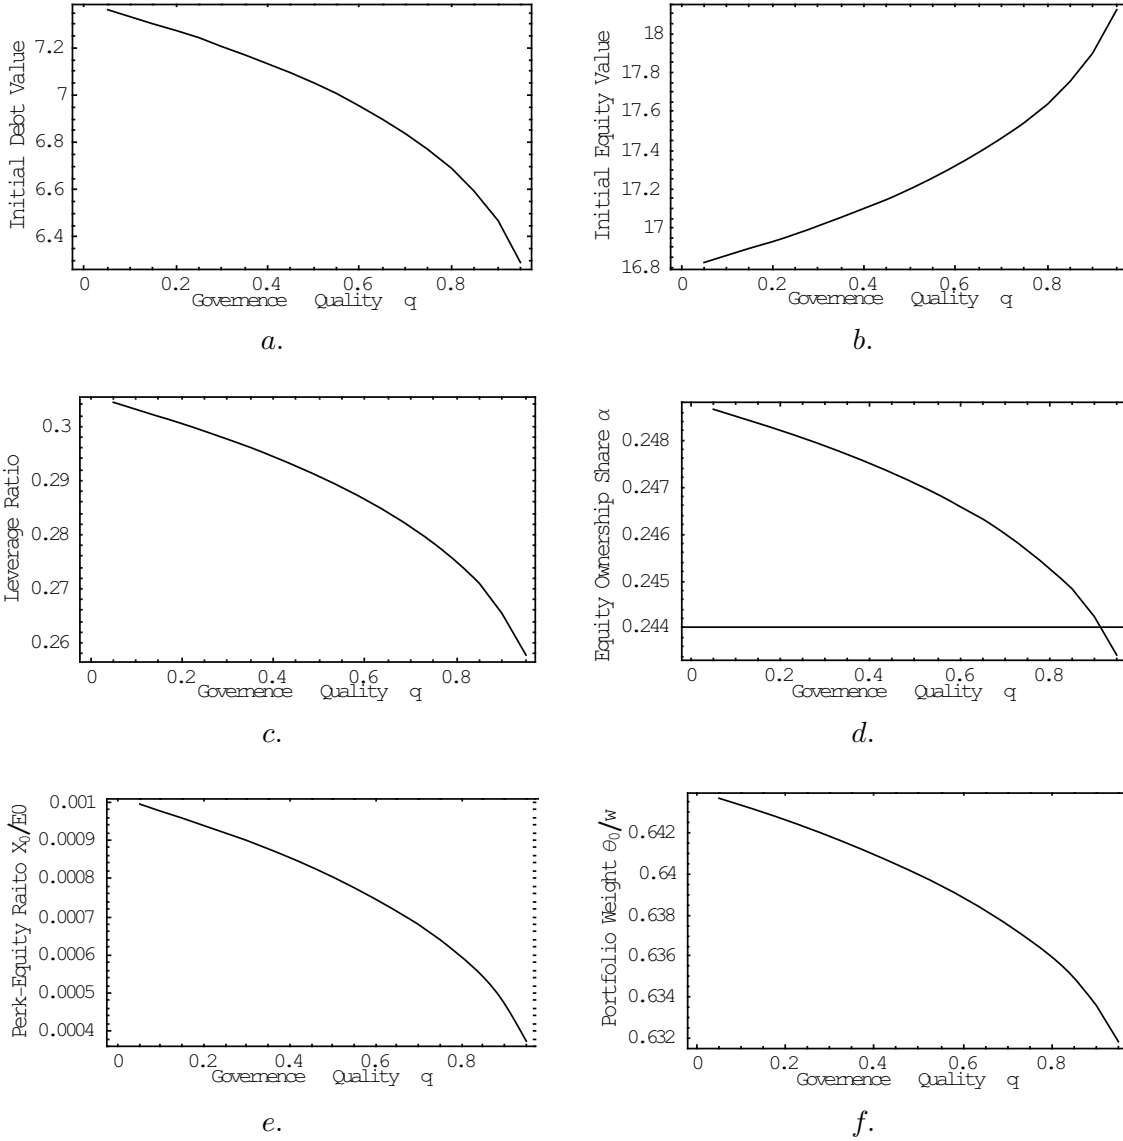 Initial Debt Value
7.2
7
6.8
6.6
6.4
0 0.2 0.4 0.6 0.8
Governence Quality q
a.
Initial Equity Value
18
17.8
17.6
17.4
17.2
17
16.8
0 0.2 0.4 0.6 0.8
Governence Quality q
b.
Leverage Ratio
0.3
0.29
0.28
0.27
0.26
0 0.2 0.4 0.6 0.8
Governence Quality q
c.
Equity Ownership Share α
0.248
0.247
0.246
0.245
0.244
0 0.2 0.4 0.6 0.8
Governence Quality q
d.
Perk-Equity Raito X₀/E0
0.001
0.0009
0.0008
0.0007
0.0006
0.0005
0.0004
0 0.2 0.4 0.6 0.8
Governence Quality q
e.
Portfolio Weight θ₀/w
0.642
0.64
0.638
0.636
0.634
0.632
0 0.2 0.4 0.6 0.8
Governence Quality q
f.